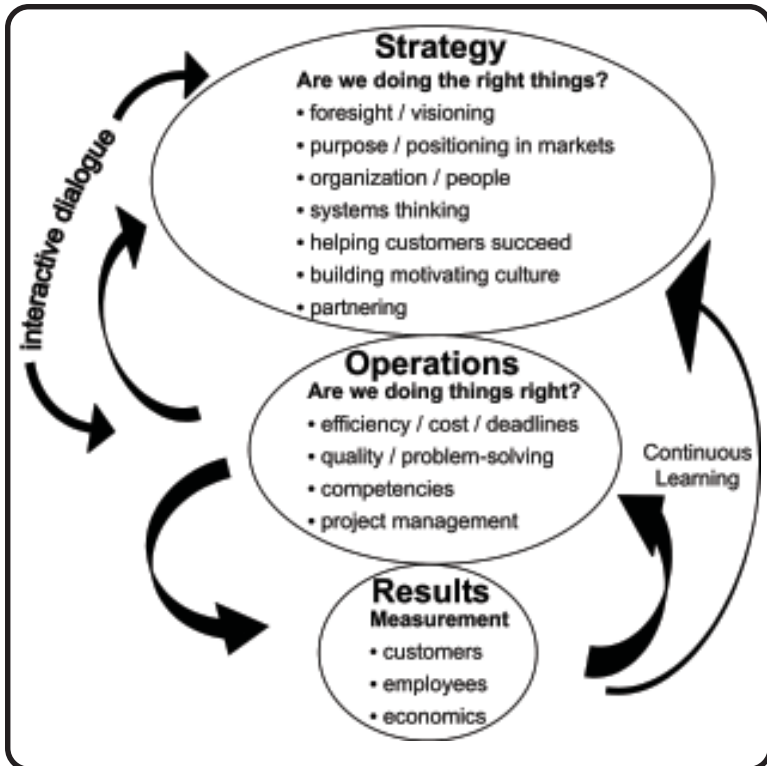 Strategy
Are we doing the right things?
• foresight / visioning
• purpose / positioning in markets
• organization / people
• systems thinking
• helping customers succeed
• building motivating culture
• partnering
interactive dialogue
Operations
Are we doing things right?
• efficiency / cost / deadlines
• quality / problem-solving
• competencies
• project management
Continuous
Learning
Results
Measurement
• customers
• employees
• economics